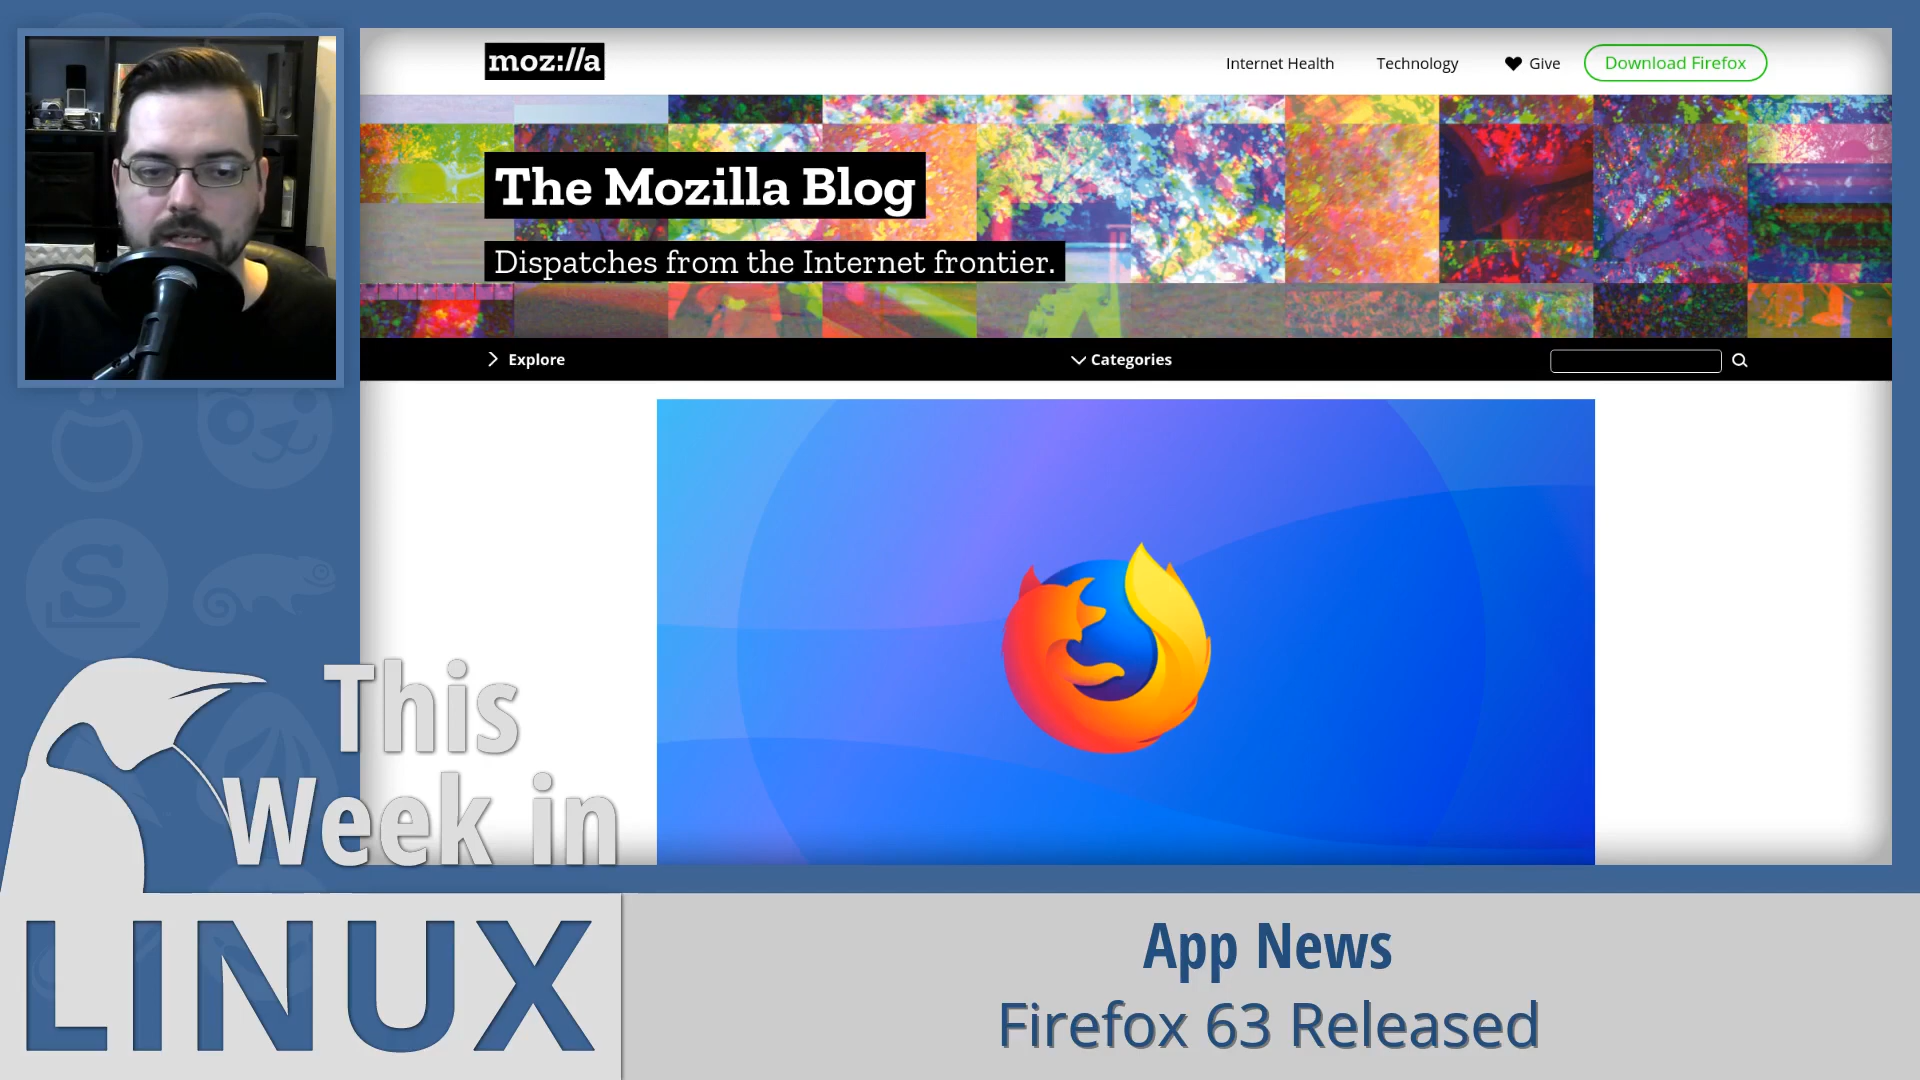 moz://a
Internet Health
Technology
Give
Download Firefox
The Mozilla Blog
Dispatches from the Internet frontier.
Explore
Categories
S
This
Week in
LINUX
App News
Firefox 63 Released